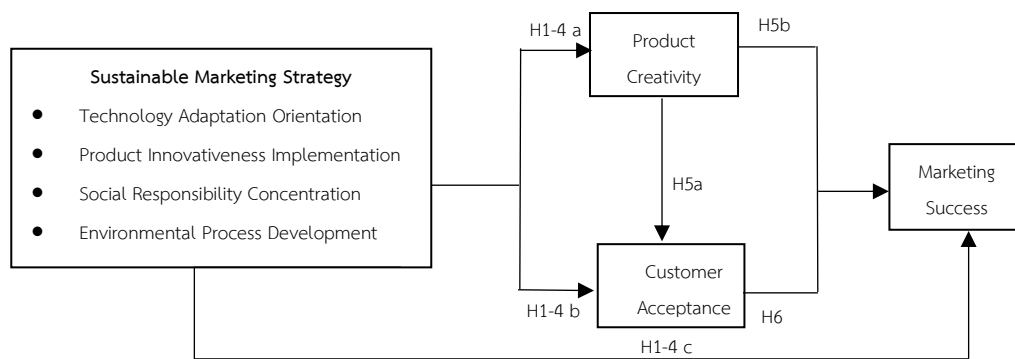 H1-4 a
Product
Creativity
H5b
Sustainable Marketing Strategy
● Technology Adaptation Orientation
● Product Innovativeness Implementation
● Social Responsibility Concentration
● Environmental Process Development
H5a
Marketing
Success
H1-4 b
Customer
Acceptance
H6
H1-4 c